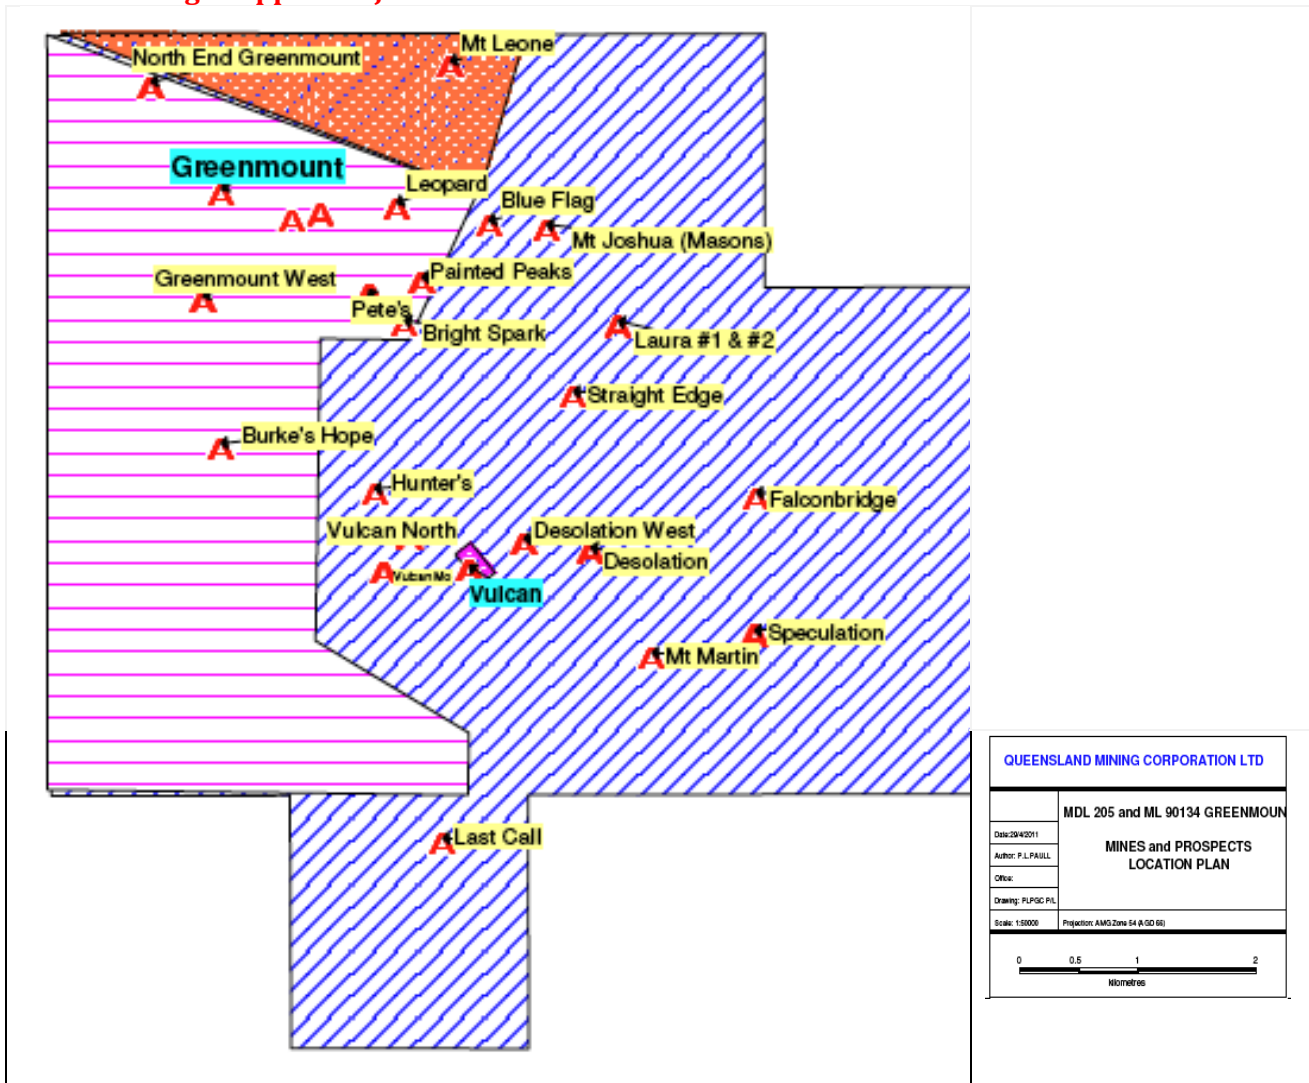 North End Greenmount
Mt Leone
Greenmount
Leopard
Blue Flag
Mt Joshua (Masons)
Greenmount West
Painted Peaks
Pete's
Bright Spark
Laura #1 & #2
Straight Edge
Burke's Hope
Hunter's
Falconbridge
Vulcan North
Desolation West
Desolation
Vulcan Mo
Vulcan
Speculation
Mt Martin
Last Call
QUEENSLAND MINING CORPORATION LTD
MDL 205 and ML 90134 GREENMOUN
MINES and PROSPECTS
LOCATION PLAN
Date:29/4/2011
Author: P.L.PAULL
Office:
Drawing: PLPGC P/L
Scale: 1:50000
Projection: AMG Zone 54 (AGD 66)
0 0.5 1 2
kilometres